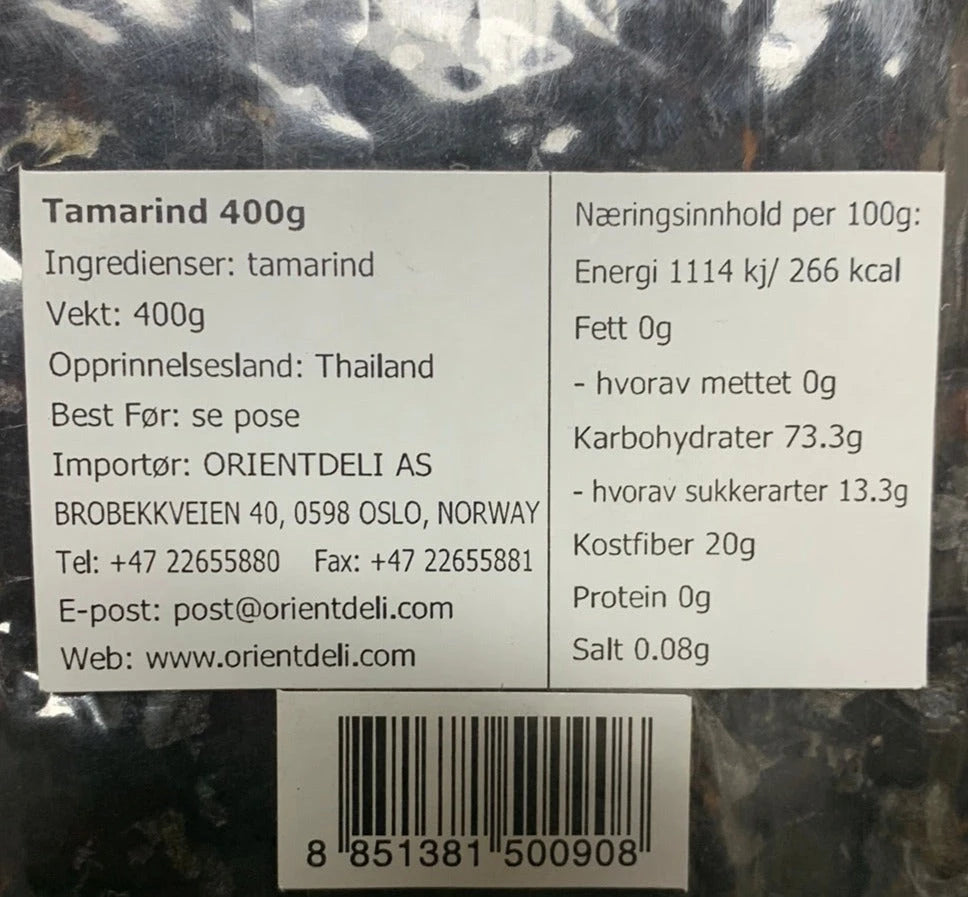 Tamarind 400g
Ingredienser: tamarind
Vekt: 400g
Opprinnelsesland: Thailand
Best Før: se pose
Importør: ORIENTDELI AS
BROBEKKVEIEN 40, 0598 OSLO, NORWAY
Tel: +47 22655880 Fax: +47 22655881
E-post: post@orientdeli.com
Web: www.orientdeli.com
Næringsinnhold per 100g:
Energi 1114 kj/ 266 kcal
Fett 0g
- hvorav mettet 0g
Karbohydrater 73.3g
- hvorav sukkerarter 13.3g
Kostfiber 20g
Protein 0g
Salt 0.08g
8 851381 500908